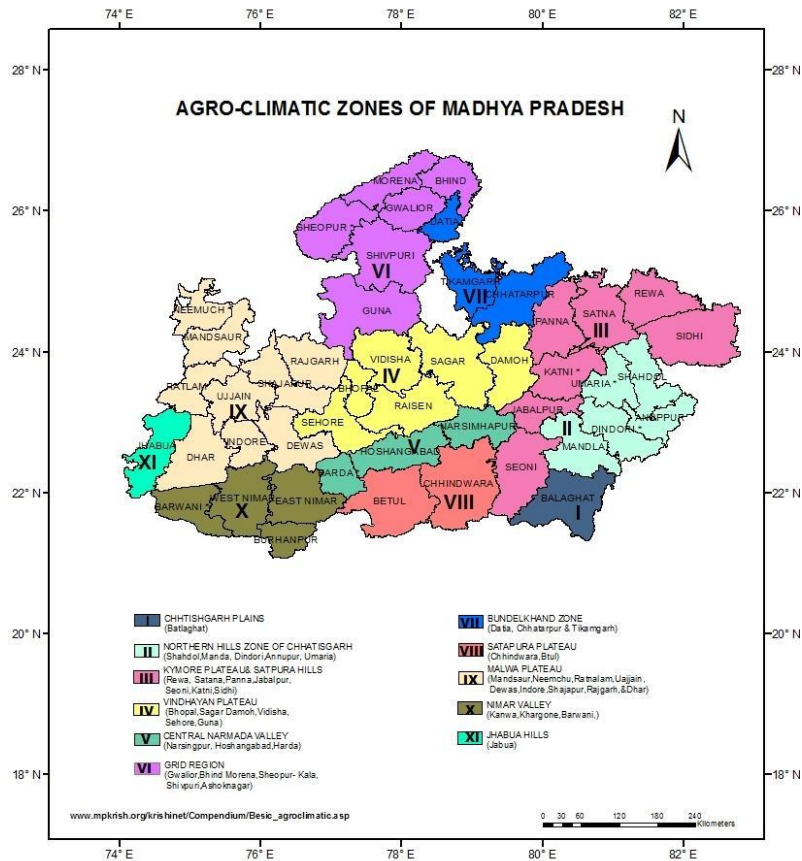 74° E
76° E
78° E
80° E
82° E
28° N
28° N
AGRO-CLIMATIC ZONES OF MADHYA PRADESH
N
MORENA
BHIND
26° N
GWALIOR
26° N
DATIA
SHEOPUR
SHIVPURI
VI
TIKAMGARH
VII
CHHATARPUR
REWA
NEEMUCH
GUNA
PANNA
SATNA
III
MANDSAUR
SIDHI
24° N
RAJGARH
VIDISHA
SAGAR
DAMOH
24° N
IV
KATNI *
SHAHDOL
RATLAM
SHAJAPUR
BHOPAL
UMARIA *
UJJAIN
IX
RAISEN
JABALPUR
ANUPPUR
SEHORE
NARSIMHAPUR
II
DINDORI *
JHABUA
INDORE
DEWAS
V
HOSHANGABAD
MANDLA
XI
DHAR
HARDA *
SEONI
22° N
WEST NIMAR
EAST NIMAR
BETUL
CHHINDWARA
VIII
BALAGHAT
I
22° N
BARWANI *
X
BURHANPUR
20° N
20° N
I CHHTISHGARH PLAINS
(Batlaghat)
II NORTHERN HILLS ZONE OF CHHATISGARH
(Shahdol,Manda, Dindori,Annupur, Umaria)
III KYMORE PLATEAU& SATPURA HILLS
(Rewa, Satana,Panna,Jabalpur,
Seoni,Katni,Sidhi)
IV VINDHAYAN PLATEAU
(Bhopal,Sagar Damoh,Vidisha,
Sehore,Guna)
V CENTRAL NARMADA VALLEY
(Narsingpur, Hoshangabad,Harda)
VI GRID REGION
(Gwalior,Bhind Morena,Sheopur- Kala,
Shivpuri,Ashoknagar)
VII BUNDELKHAND ZONE
(Datia, Chhatarpur & Tikamgarh)
VIII SATAPURA PLATEAU
(Chhindwara,Btul)
IX MALWA PLATEAU
(Mandsaur,Neemchu,Ratnalam,Uajjain,
Dewas,Indore,Shajapur,Rajgarh,&Dhar)
X NIMAR VALLEY
(Kanwa,Khargone,Barwani,)
XI JHABUA HILLS
(Jabua)
18° N
18° N
www.mpkrish.org/krishinet/Compendium/Besic_agroclimatic.asp
0 30 60 120 180 240
Kilometers
74° E
76° E
78° E
80° E
82° E